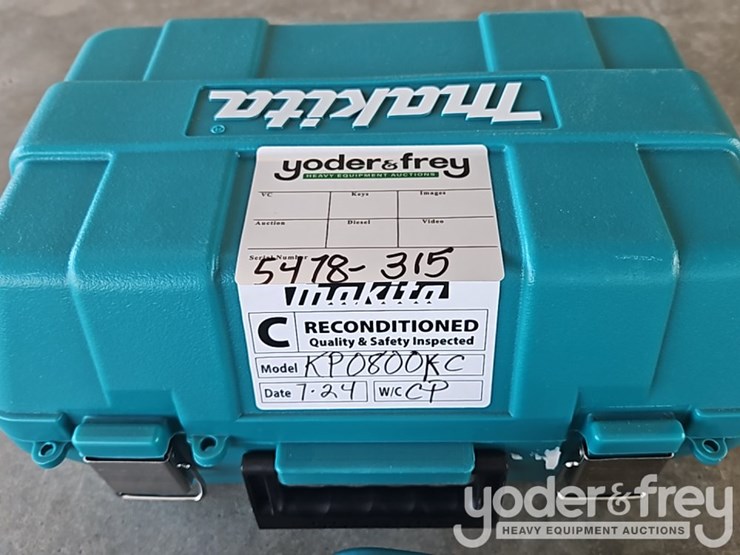 makita®
yoder&frey
HEAVY EQUIPMENT AUCTIONS
VC Keys Images
Auction Diesel Video
Serial Number
5478-315
makita
C RECONDITIONED
Quality & Safety Inspected
Model KP0800KC
Date 7-24 W/C CP
yoder&frey
HEAVY EQUIPMENT AUCTIONS